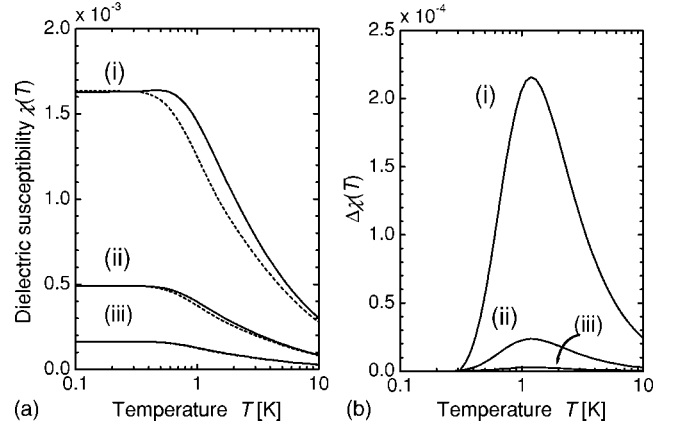 × 10⁻³
2.0
1.5
1.0
0.5
0.0
Dielectric susceptibility χ(T)
(i)
(ii)
(iii)
0.1 1 10
(a) Temperature T [K]
× 10⁻⁴
2.5
2.0
1.5
1.0
0.5
0.0
Δχ(T)
(i)
(ii)
(iii)
0.1 1 10
(b) Temperature T [K]